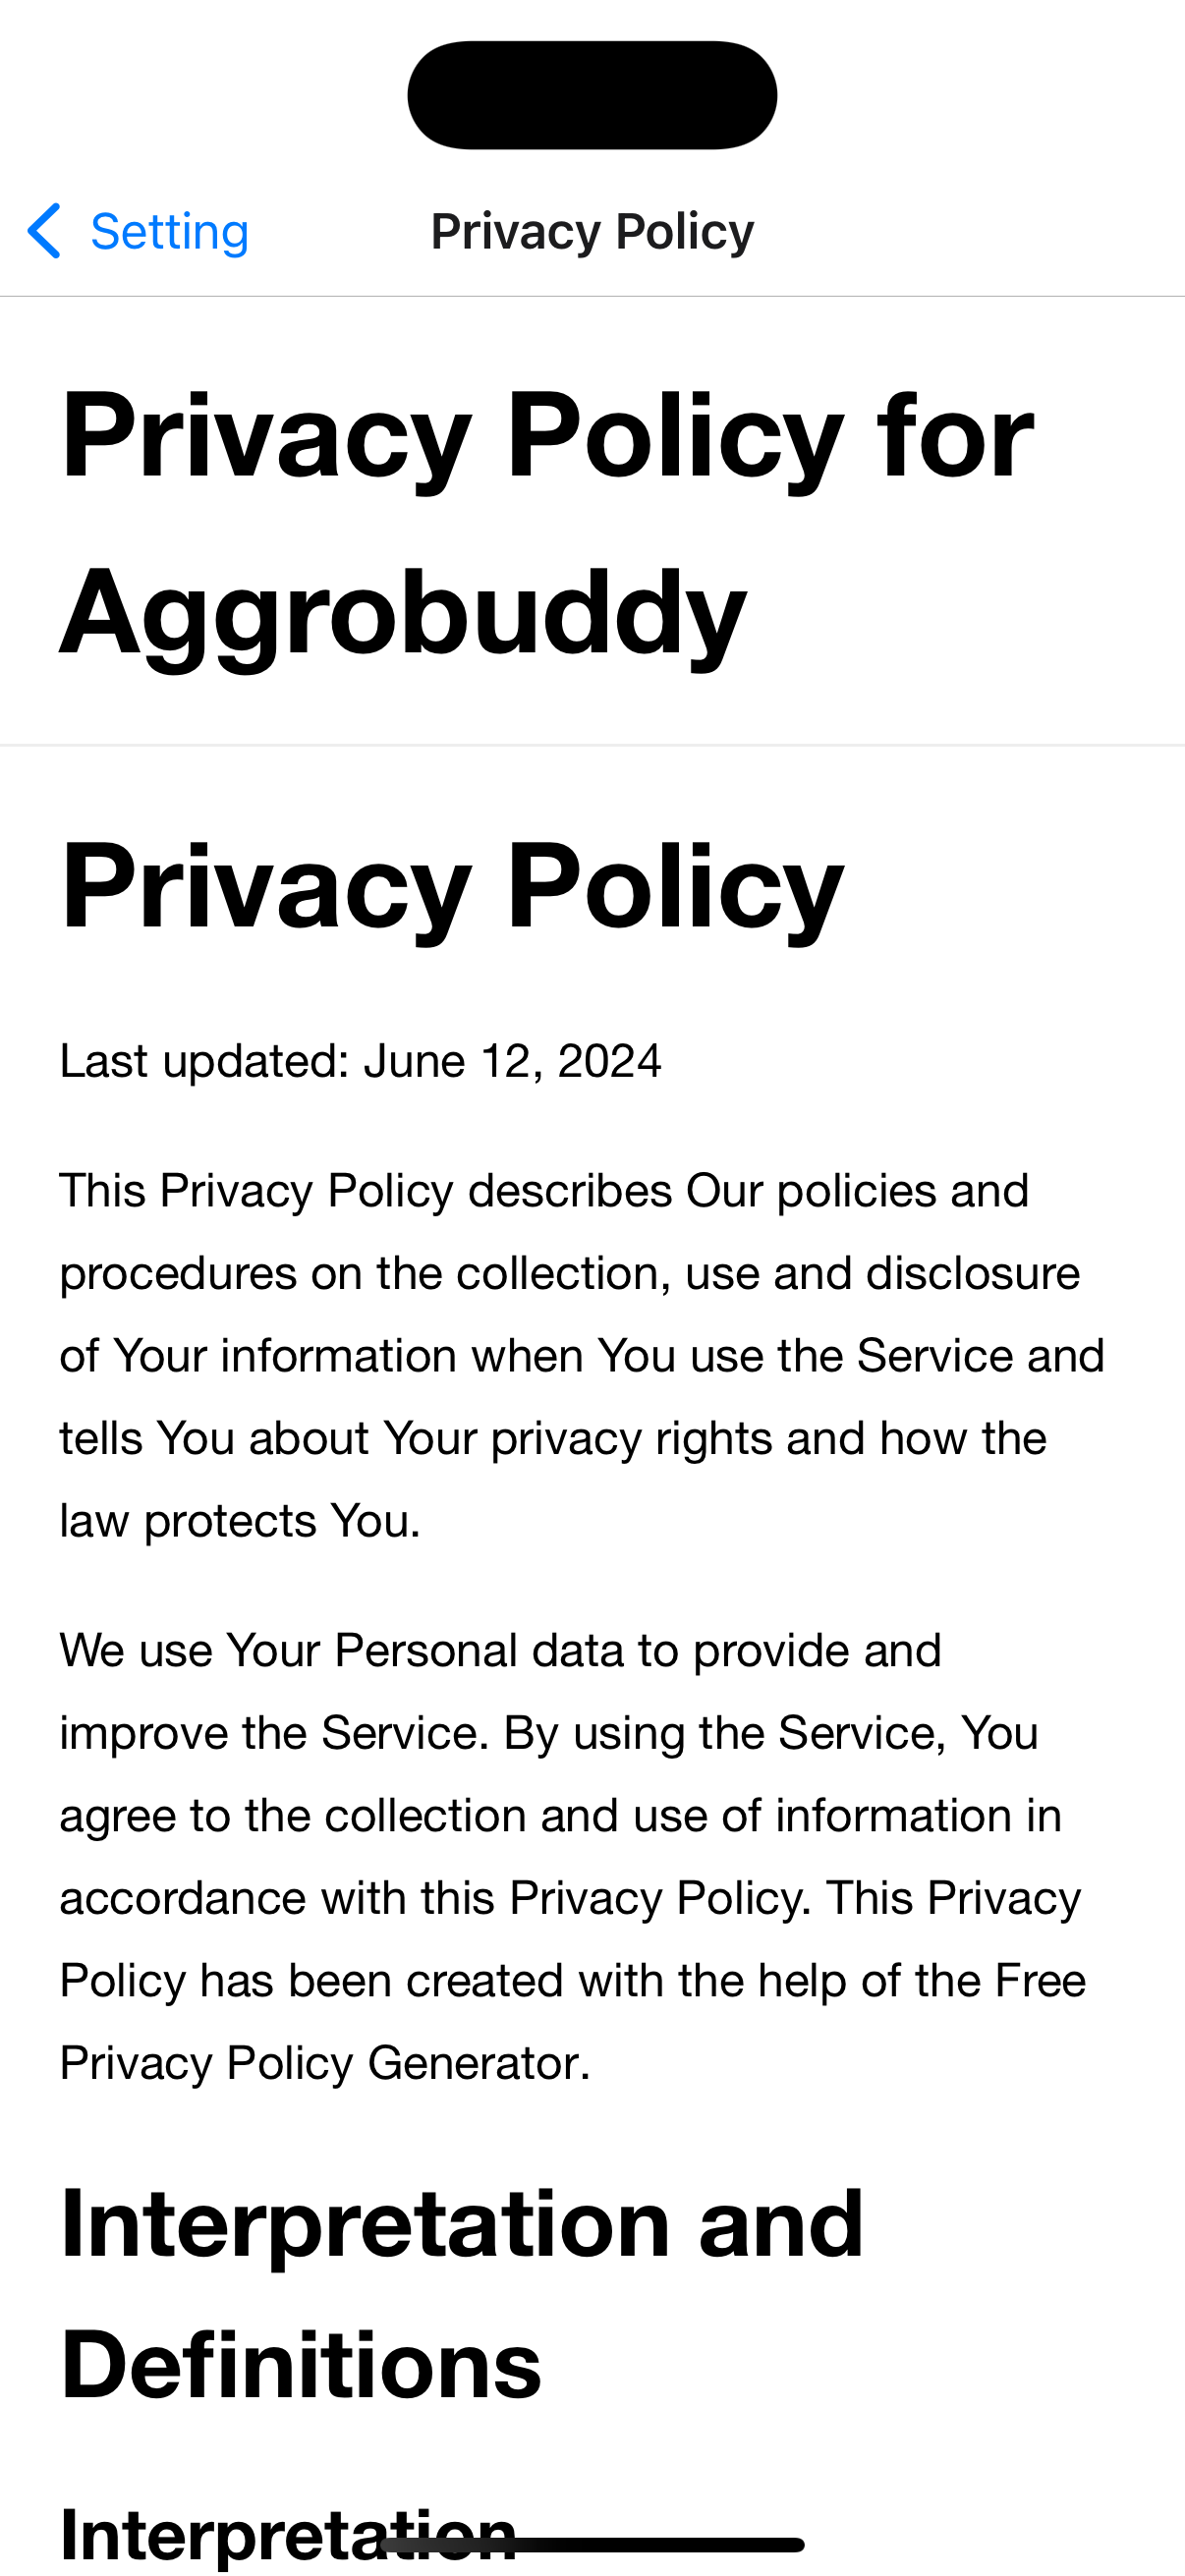 Setting
Privacy Policy
Privacy Policy for
Aggrobuddy
Privacy Policy
Last updated: June 12, 2024
This Privacy Policy describes Our policies and
procedures on the collection, use and disclosure
of Your information when You use the Service and
tells You about Your privacy rights and how the
law protects You.
We use Your Personal data to provide and
improve the Service. By using the Service, You
agree to the collection and use of information in
accordance with this Privacy Policy. This Privacy
Policy has been created with the help of the Free
Privacy Policy Generator.
Interpretation and
Definitions
Interpretation